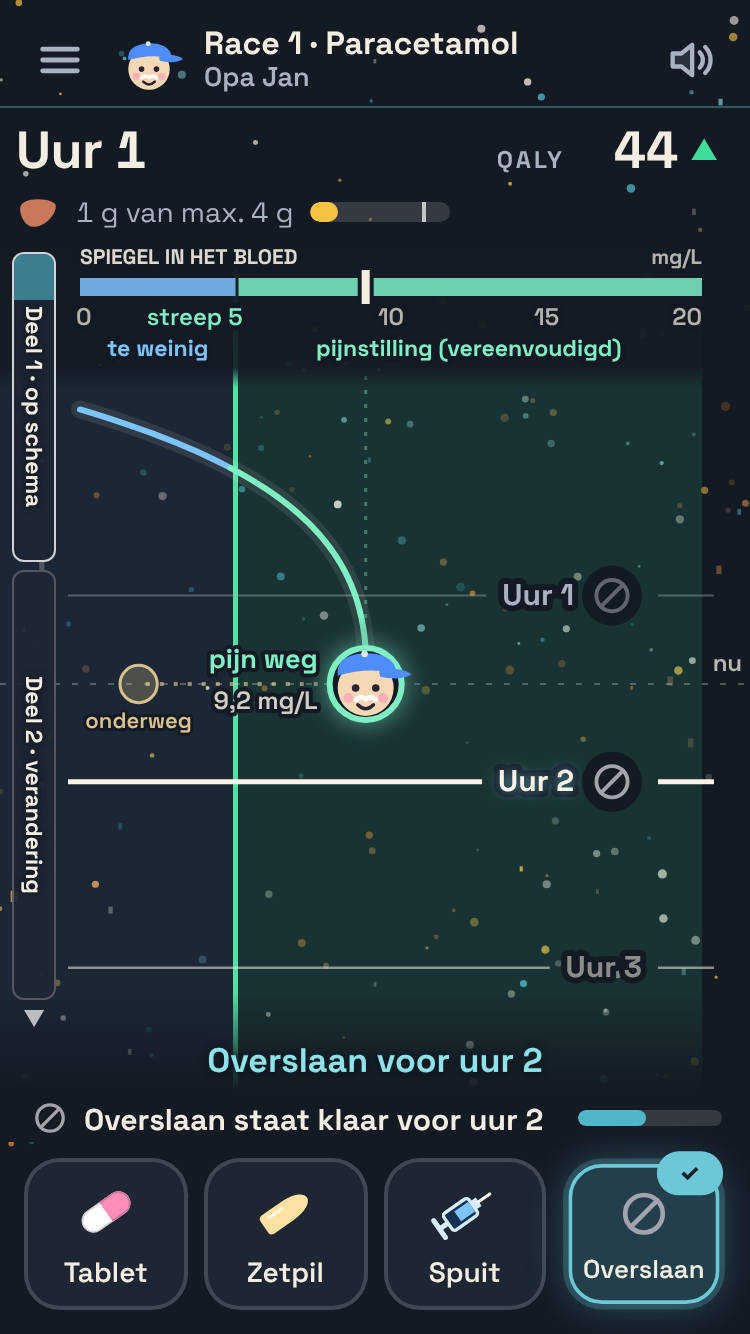 Race 1 · Paracetamol
Opa Jan
Uur 1
QALY 44
1 g van max. 4 g
SPIEGEL IN HET BLOED mg/L
0 streep 5 10 15 20
te weinig pijnstilling (vereenvoudigd)
Deel 1 · op schema
Uur 1
pijn weg
nu
9,2 mg/L
onderweg
Deel 2 · verandering
Uur 2
Uur 3
Overslaan voor uur 2
Overslaan staat klaar voor uur 2
Tablet Zetpil Spuit Overslaan